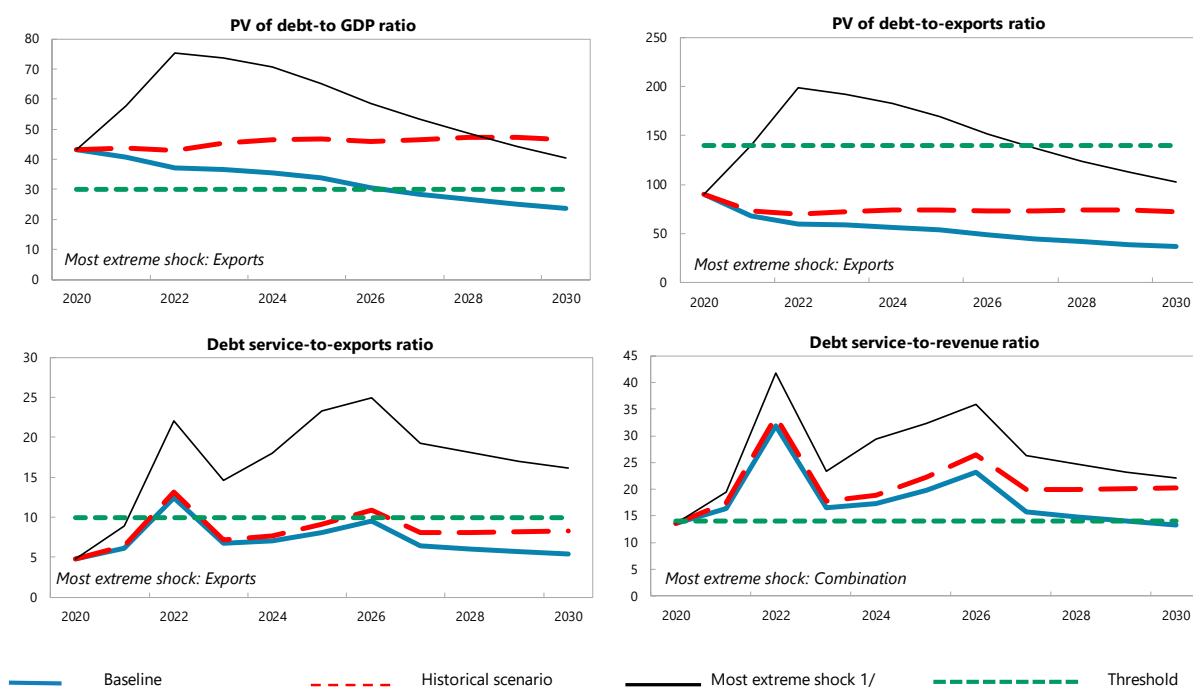 PV of debt-to GDP ratio
80
70
60
50
40
30
20
10
0
Most extreme shock: Exports
2020 2022 2024 2026 2028 2030
PV of debt-to-exports ratio
250
200
150
100
50
0
Most extreme shock: Exports
2020 2022 2024 2026 2028 2030
Debt service-to-exports ratio
30
25
20
15
10
5
0
Most extreme shock: Exports
2020 2022 2024 2026 2028 2030
Debt service-to-revenue ratio
45
40
35
30
25
20
15
10
5
0
Most extreme shock: Combination
2020 2022 2024 2026 2028 2030
Baseline Historical scenario Most extreme shock 1/ Threshold